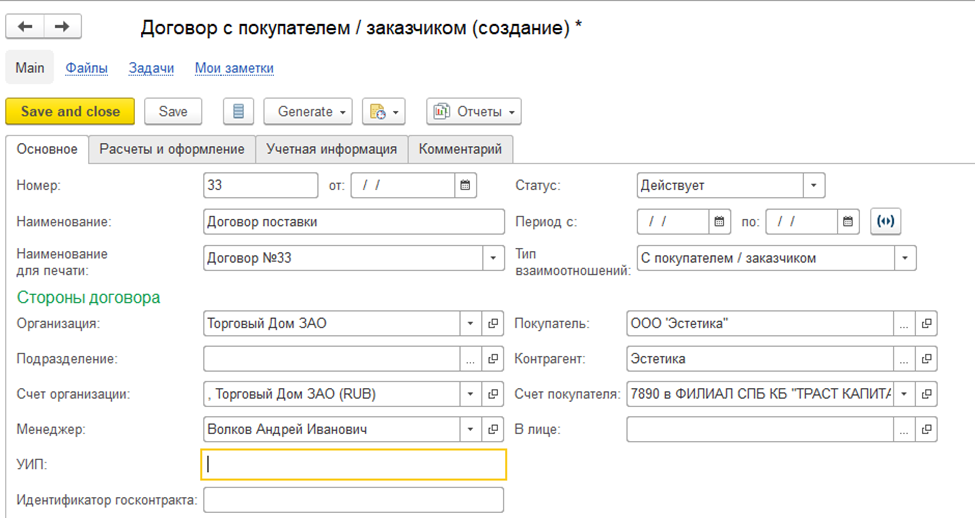 Договор с покупателем / заказчиком (создание) *
Main Файлы Задачи Мои заметки
Save and close Save Generate Отчеты
Основное Расчеты и оформление Учетная информация Комментарий
Номер: 33 от: / / Статус: Действует
Наименование: Договор поставки Период с: / / по: / /
Наименование для печати: Договор №33 Тип взаимоотношений: С покупателем / заказчиком
Стороны договора
Организация: Торговый Дом ЗАО Покупатель: ООО 'Эстетика"
Подразделение: ... Контрагент: Эстетика ...
Счет организации: , Торговый Дом ЗАО (RUB) Счет покупателя: 7890 в ФИЛИАЛ СПБ КБ "ТРАСТ КАПИТА
Менеджер: Волков Андрей Иванович В лице: ...
УИП:
Идентификатор госконтракта: